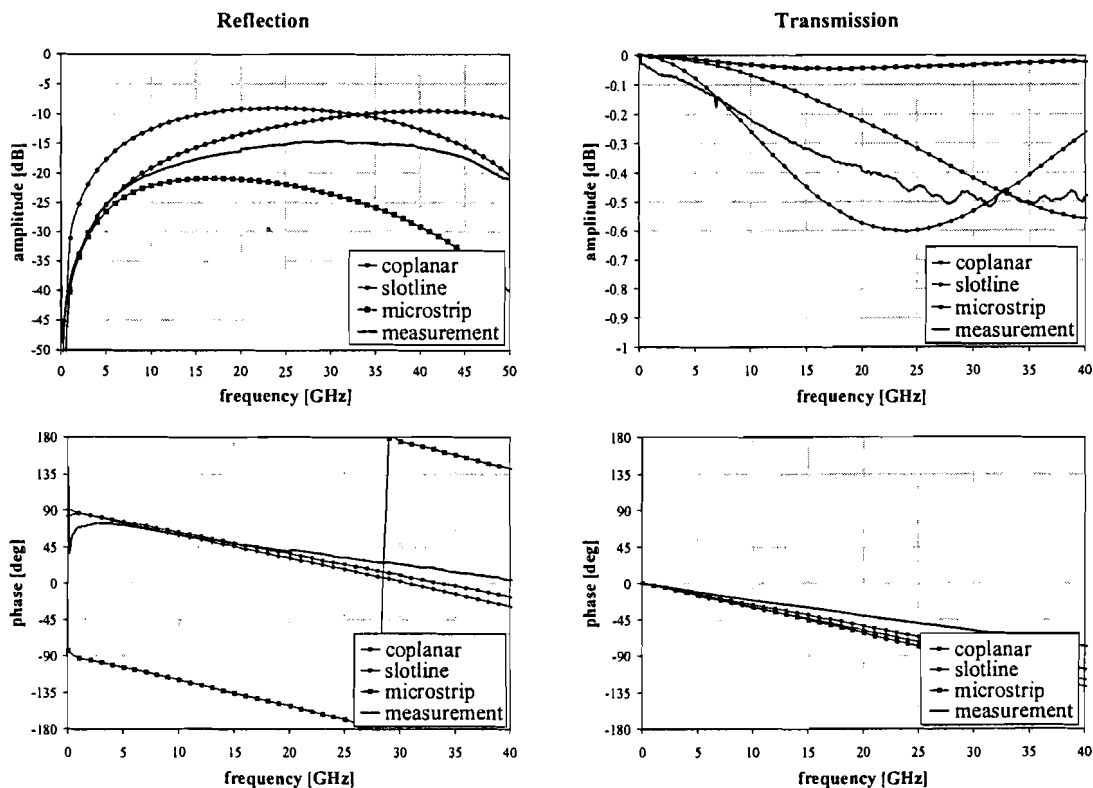 Reflection
Transmission
0
-5
-10
-15
-20
-25
-30
-35
-40
-45
-50
amplitude [dB]
0 5 10 15 20 25 30 35 40 45 50
frequency [GHz]
coplanar
slotline
microstrip
measurement
0
-0.1
-0.2
-0.3
-0.4
-0.5
-0.6
-0.7
-0.8
-0.9
-1
amplitude [dB]
0 5 10 15 20 25 30 35 40
frequency [GHz]
coplanar
slotline
microstrip
measurement
180
135
90
45
0
-45
-90
-135
-180
phase [deg]
0 5 10 15 20 25 30 35 40
frequency [GHz]
coplanar
slotline
microstrip
measurement
180
135
90
45
0
-45
-90
-135
-180
phase [deg]
0 5 10 15 20 25 30 35 40
frequency [GHz]
coplanar
slotline
microstrip
measurement